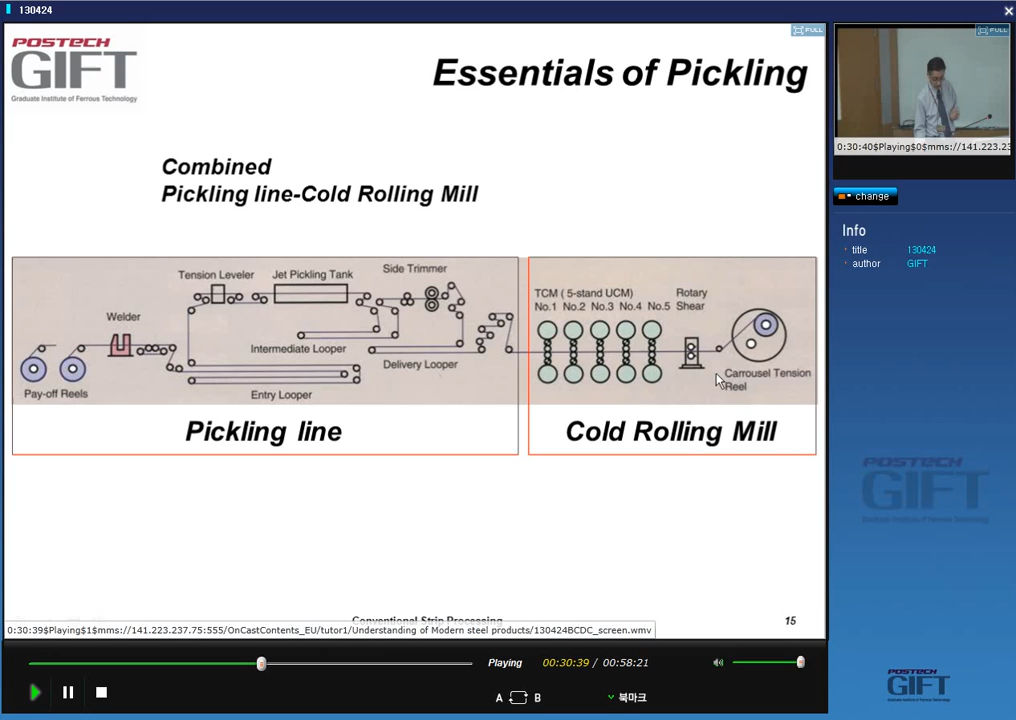 130424
POSTECH
GIFT
Graduate Institute of Ferrous Technology
FULL
Essentials of Pickling
Combined
Pickling line-Cold Rolling Mill
Tension Leveler
Jet Pickling Tank
Side Trimmer
Welder
Intermediate Looper
Delivery Looper
Pay-off Reels
Entry Looper
TCM ( 5-stand UCM)
No.1 No.2 No.3 No.4 No.5
Rotary
Shear
Carrousel Tension
Reel
Pickling line
Cold Rolling Mill
Conventional Strip Processing
15
0:30:39$Playing$1$mms://141.223.237.75:555/OnCastContents_EU/tutor1/Understanding of Modern steel products/130424BCDC_screen.wmv
FULL
0:30:40$Playing$0$mms://141.223.23
change
Info
title 130424
author GIFT
POSTECH
GIFT
Playing 00:30:39 / 00:58:21
A B 북마크
POSTECH
GIFT